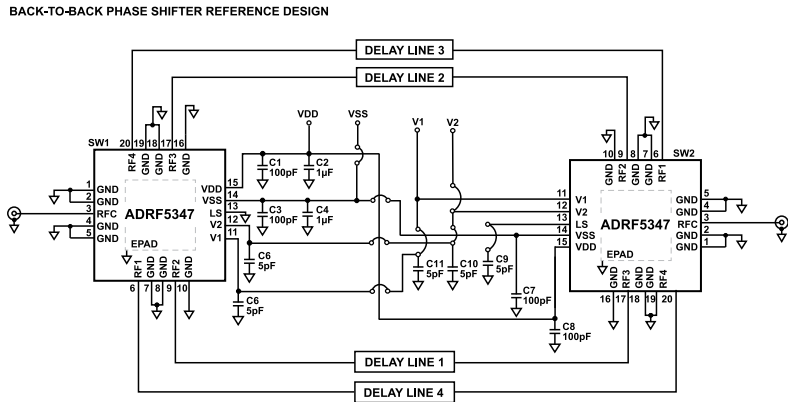 BACK-TO-BACK PHASE SHIFTER REFERENCE DESIGN
DELAY LINE 3
DELAY LINE 2
VDD
VSS
V1
V2
SW1
20
19
18
17
16
RF4
GND
GND
RF3
GND
1
GND
2
GND
3
RFC
4
GND
5
GND
ADRF5347
EPAD
VDD
15
VSS
14
LS
13
V2
12
V1
11
RF1
GND
GND
RF2
GND
6
7
8
9
10
C1
100pF
C2
1µF
C3
100pF
C4
1µF
C6
5pF
C6
5pF
C11
5pF
C10
5pF
C9
5pF
C7
100pF
C8
100pF
SW2
10
9
8
7
6
GND
RF2
GND
GND
RF1
11
V1
12
V2
13
LS
14
VSS
15
VDD
ADRF5347
EPAD
GND
5
GND
4
RFC
3
GND
2
GND
1
GND
RF3
GND
GND
RF4
16
17
18
19
20
DELAY LINE 1
DELAY LINE 4